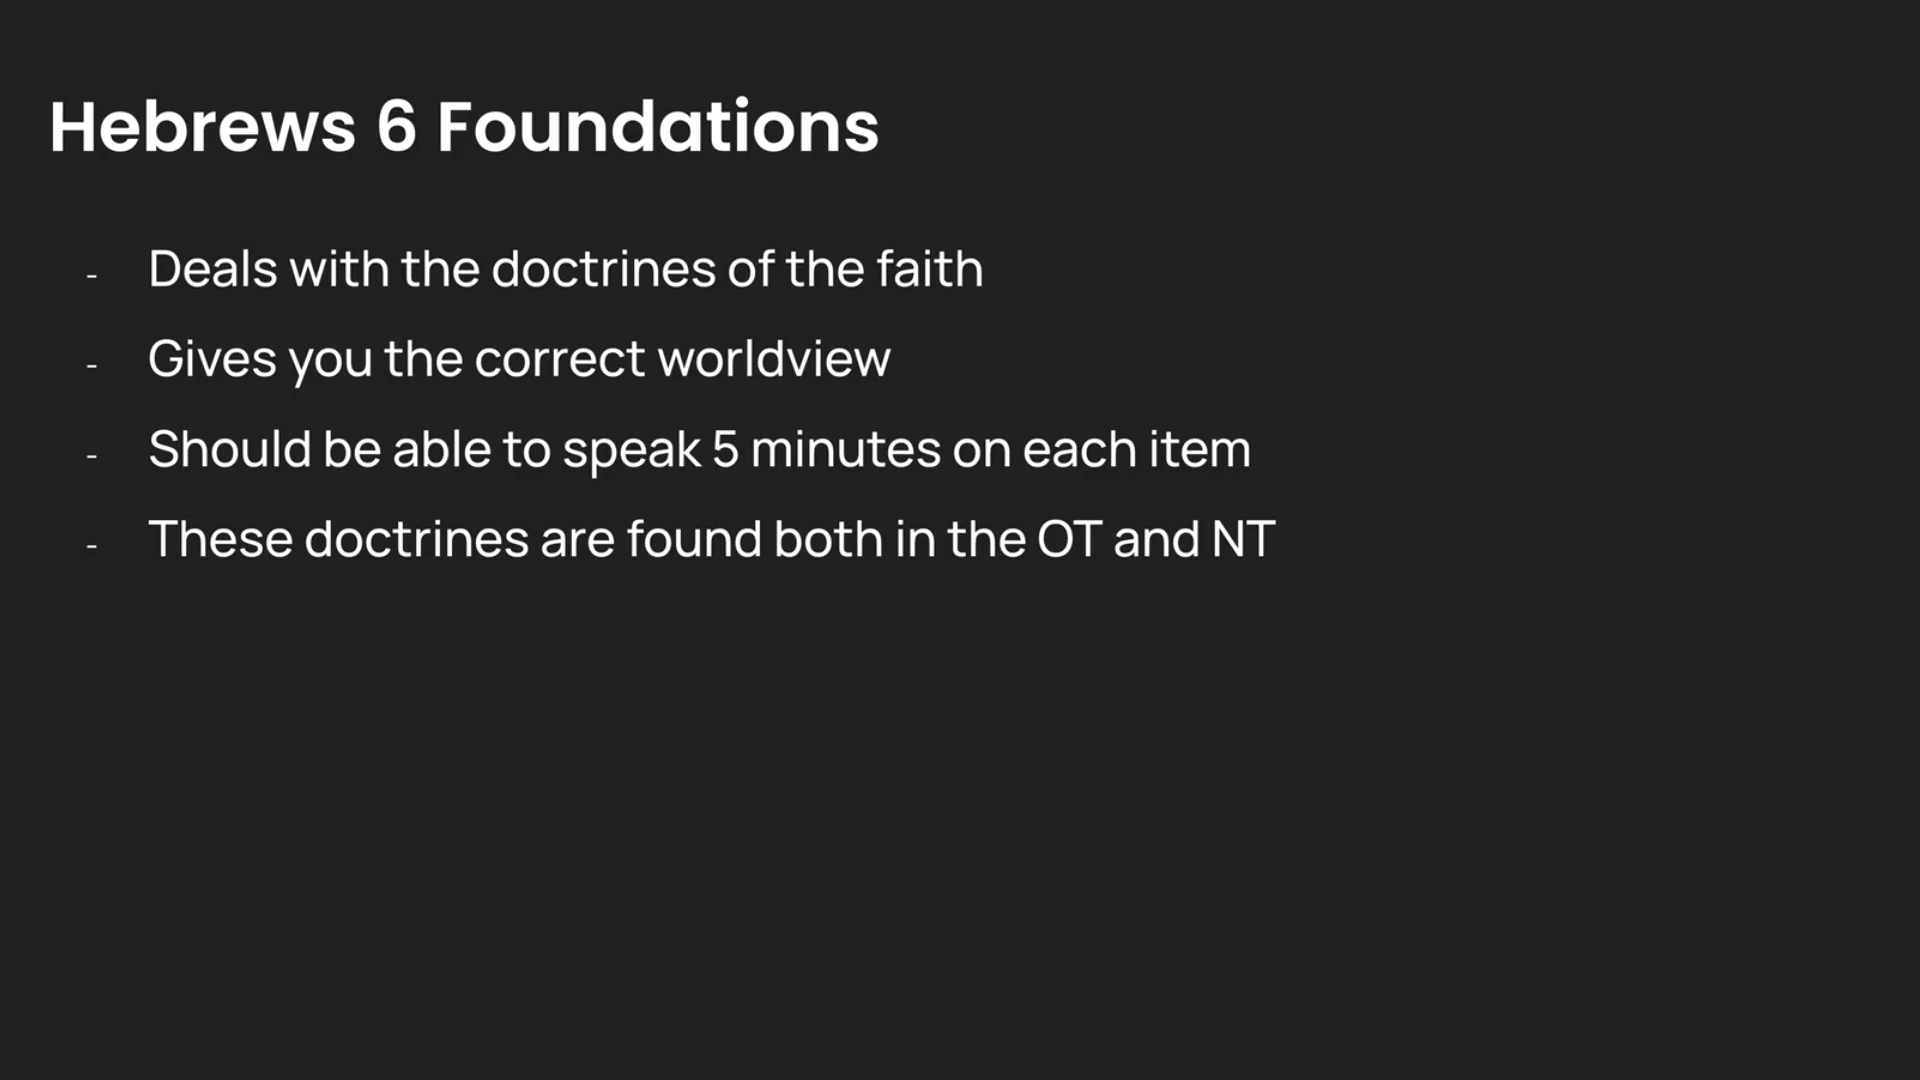 Hebrews 6 Foundations
- Deals with the doctrines of the faith
- Gives you the correct worldview
- Should be able to speak 5 minutes on each item
- These doctrines are found both in the OT and NT